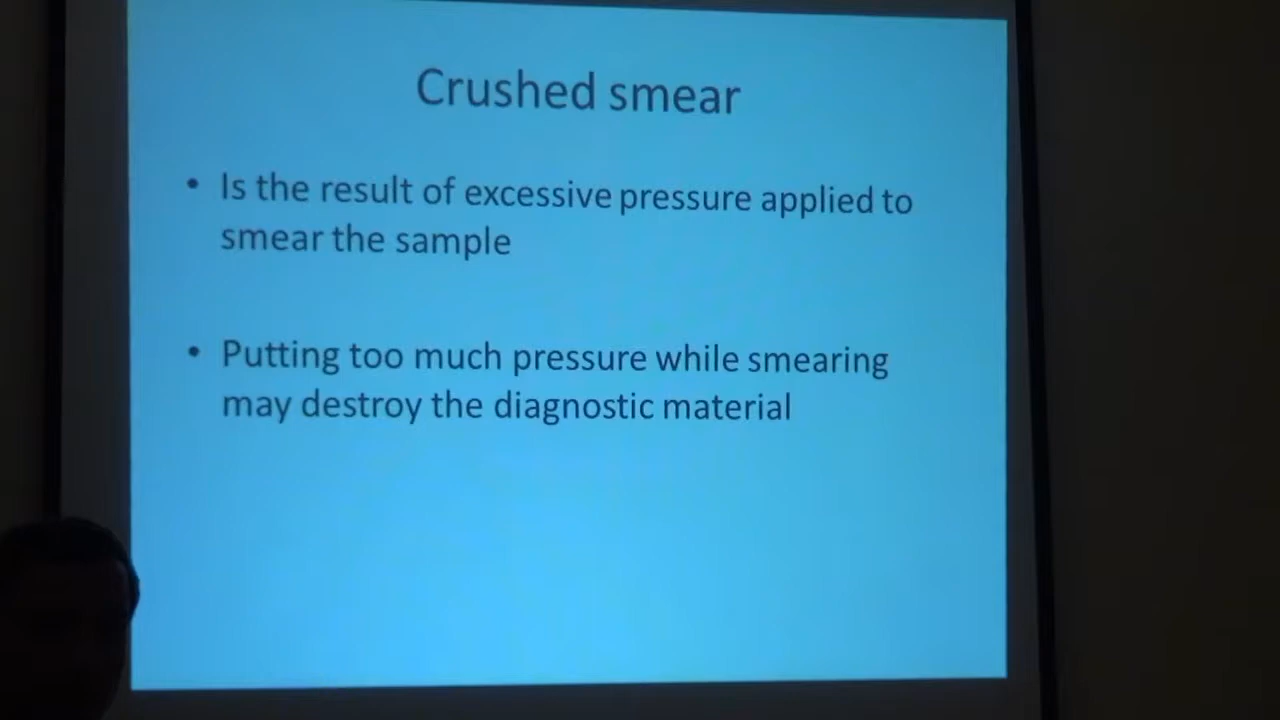 Crushed smear
• Is the result of excessive pressure applied to
smear the sample
• Putting too much pressure while smearing
may destroy the diagnostic material